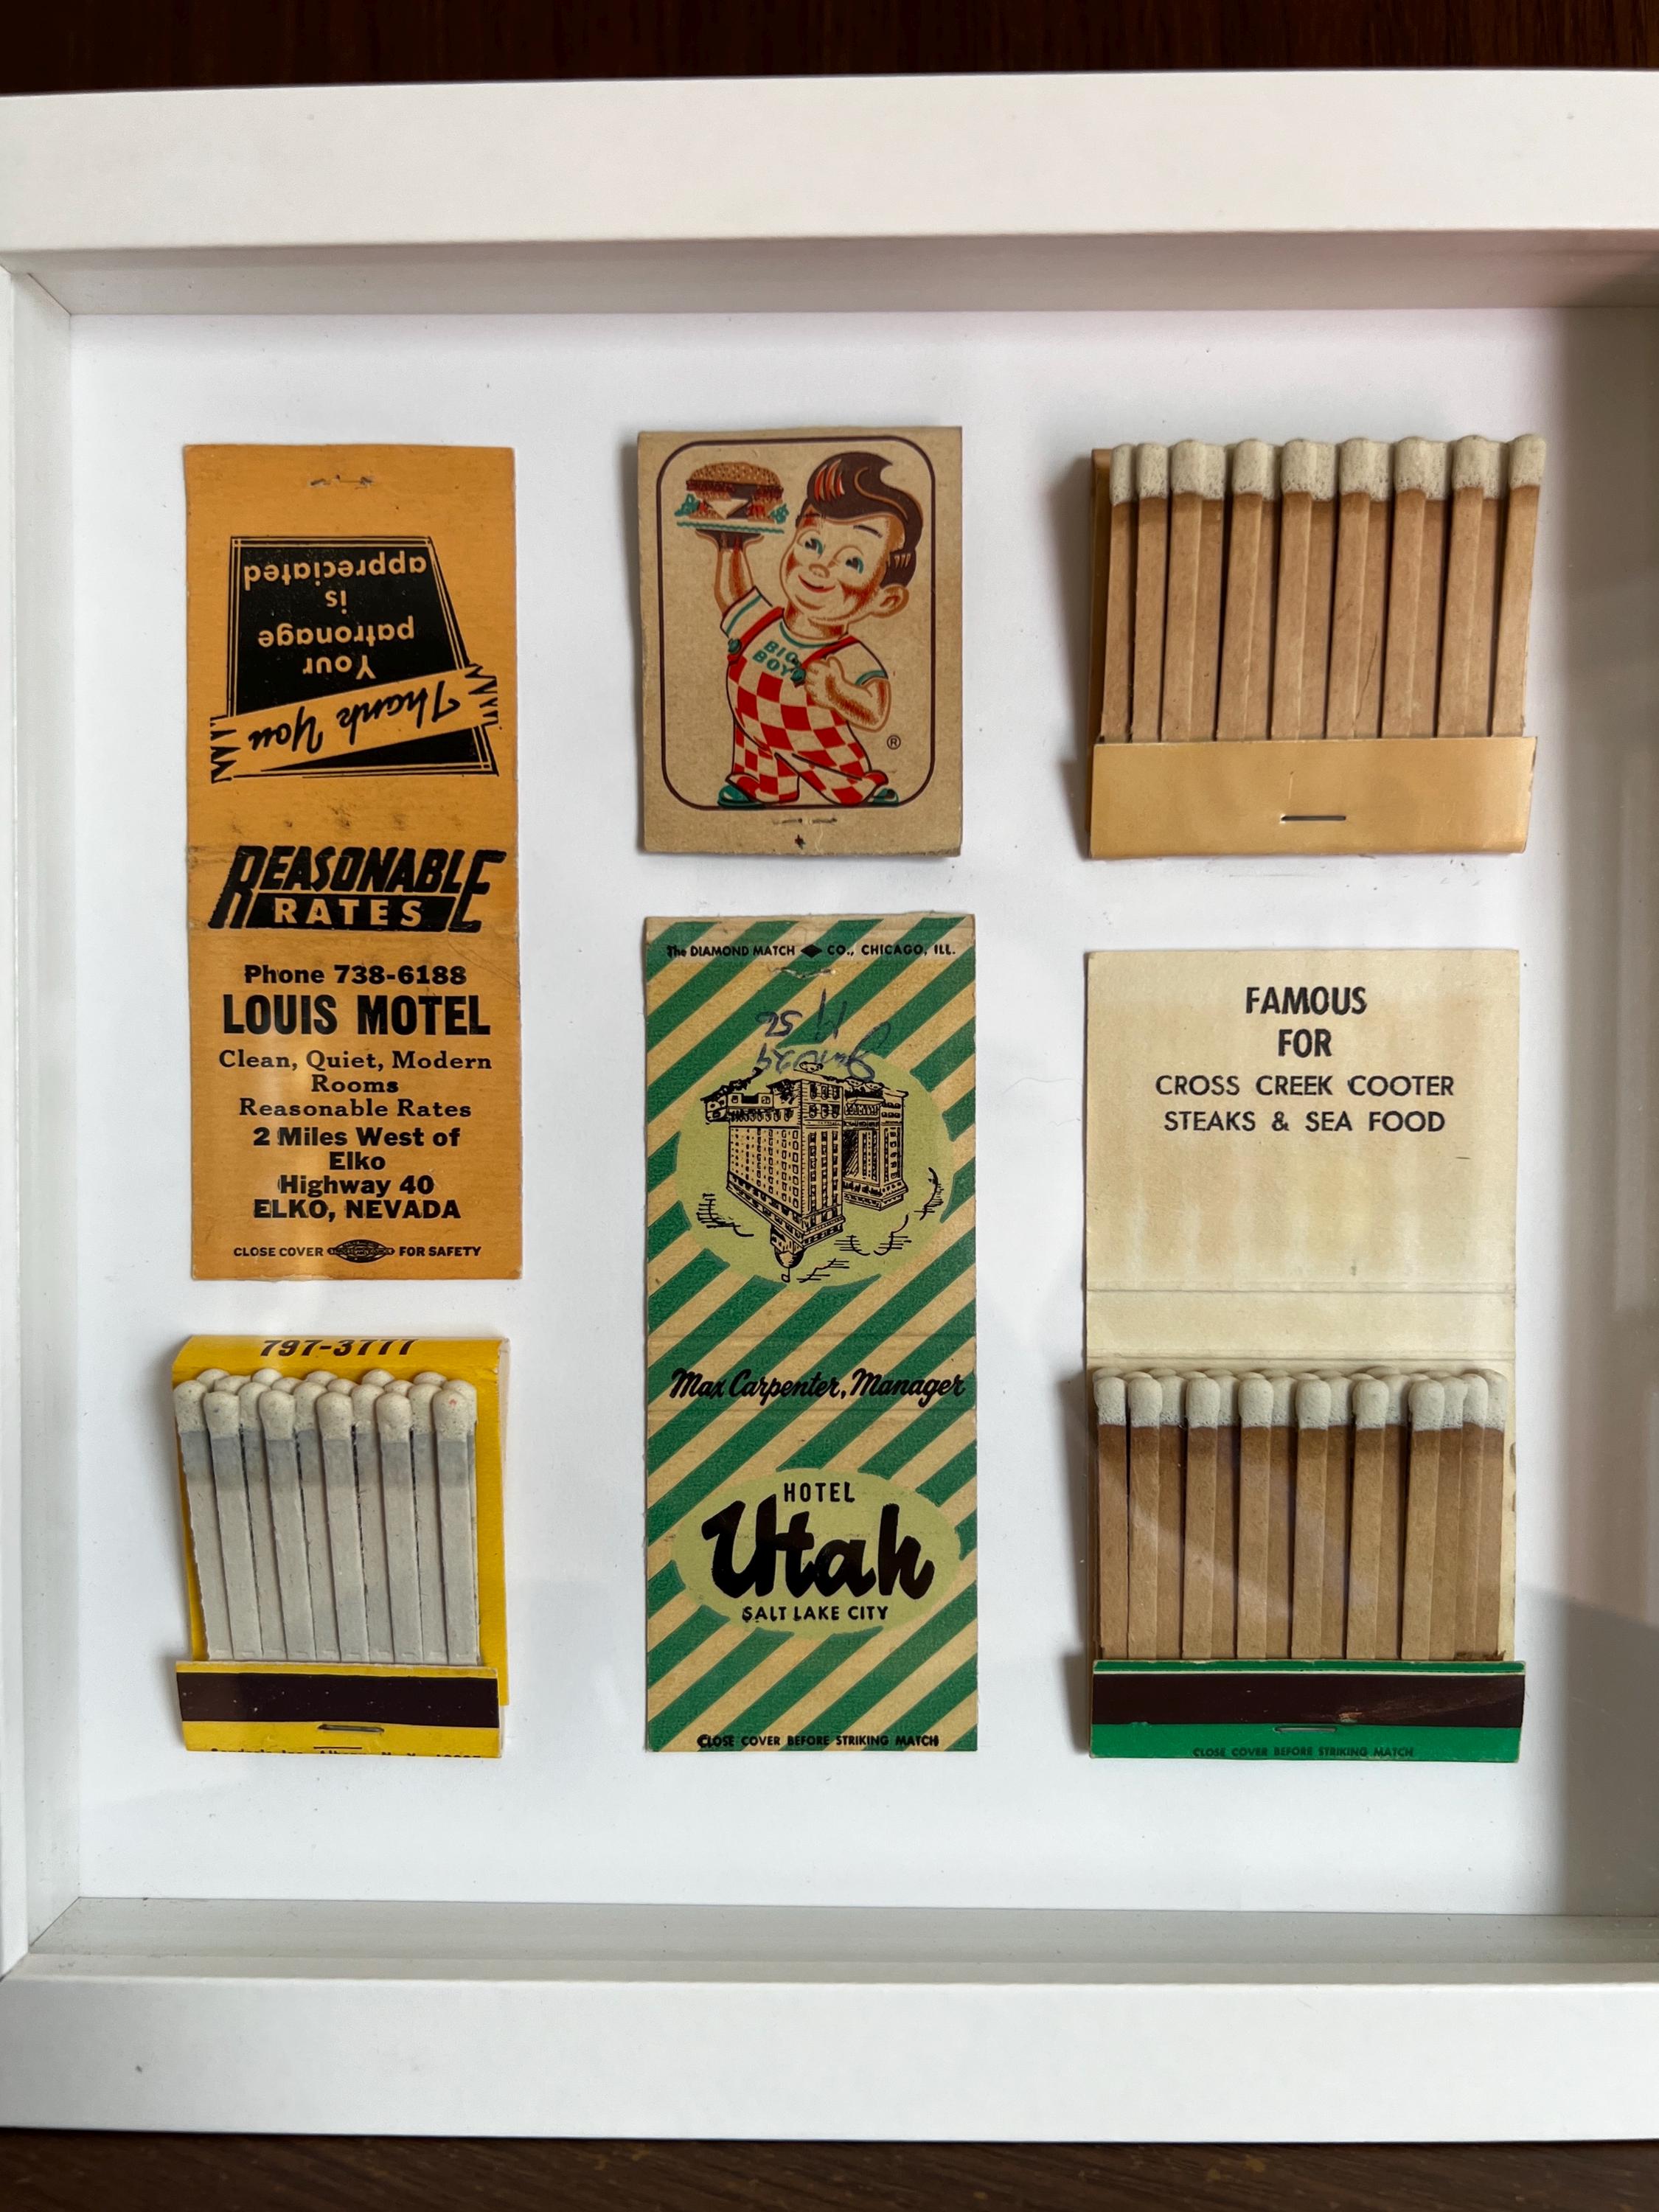 Thank You
Your
patronage
is
appreciated
REASONABLE
RATES
Phone 738-6188
LOUIS MOTEL
Clean, Quiet, Modern
Rooms
Reasonable Rates
2 Miles West of
Elko
Highway 40
ELKO, NEVADA
CLOSE COVER FOR SAFETY
797-3777
BIG
BOY
®
The DIAMOND MATCH CO., CHICAGO, ILL.
Max Carpenter, Manager
HOTEL
Utah
SALT LAKE CITY
CLOSE COVER BEFORE STRIKING MATCH
FAMOUS
FOR
CROSS CREEK COOTER
STEAKS & SEA FOOD
CLOSE COVER BEFORE STRIKING MATCH